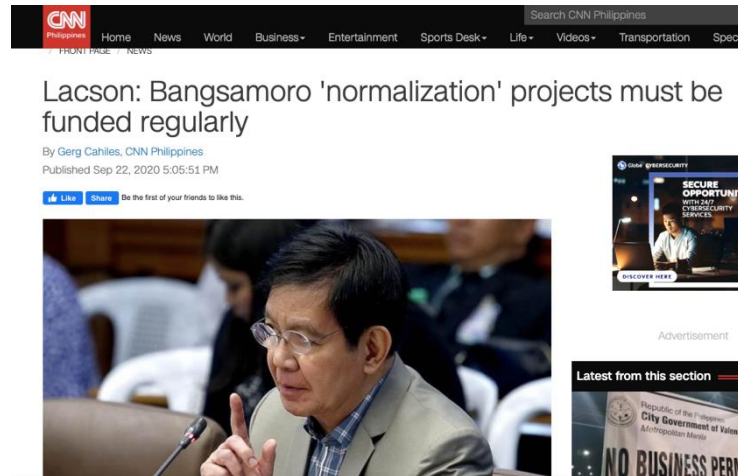 CNN
Philippines
Search CNN Philippines
Home News World Business Entertainment Sports Desk Life Videos Transportation
/ FRONT PAGE / NEWS
Lacson: Bangsamoro 'normalization' projects must be
funded regularly
By Gerg Cahiles, CNN Philippines
Published Sep 22, 2020 5:05:51 PM
Like Share Be the first of your friends to like this.
Globe CYBERSECURITY
SECURE
WITH 24/7
CYBERSECURITY
SERVICES.
DISCOVER HERE
Advertisement
Latest from this section
Republic of the Philippines
City Government of
Metropolitan Manila
NO BUSINESS